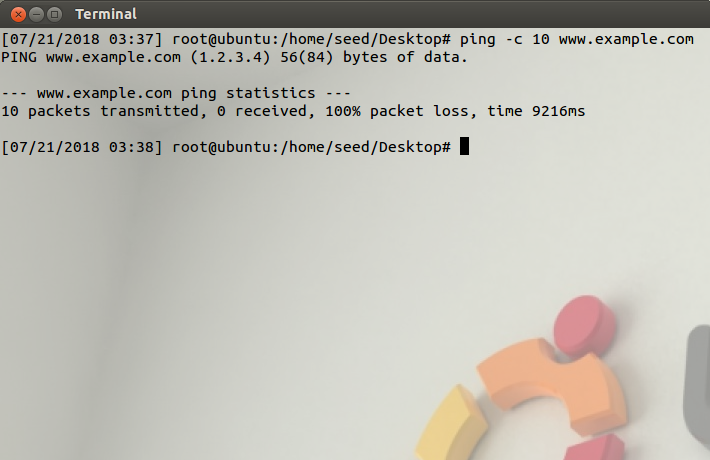 Terminal
[07/21/2018 03:37] root@ubuntu:/home/seed/Desktop# ping -c 10 www.example.com
PING www.example.com (1.2.3.4) 56(84) bytes of data.
--- www.example.com ping statistics ---
10 packets transmitted, 0 received, 100% packet loss, time 9216ms
[07/21/2018 03:38] root@ubuntu:/home/seed/Desktop#